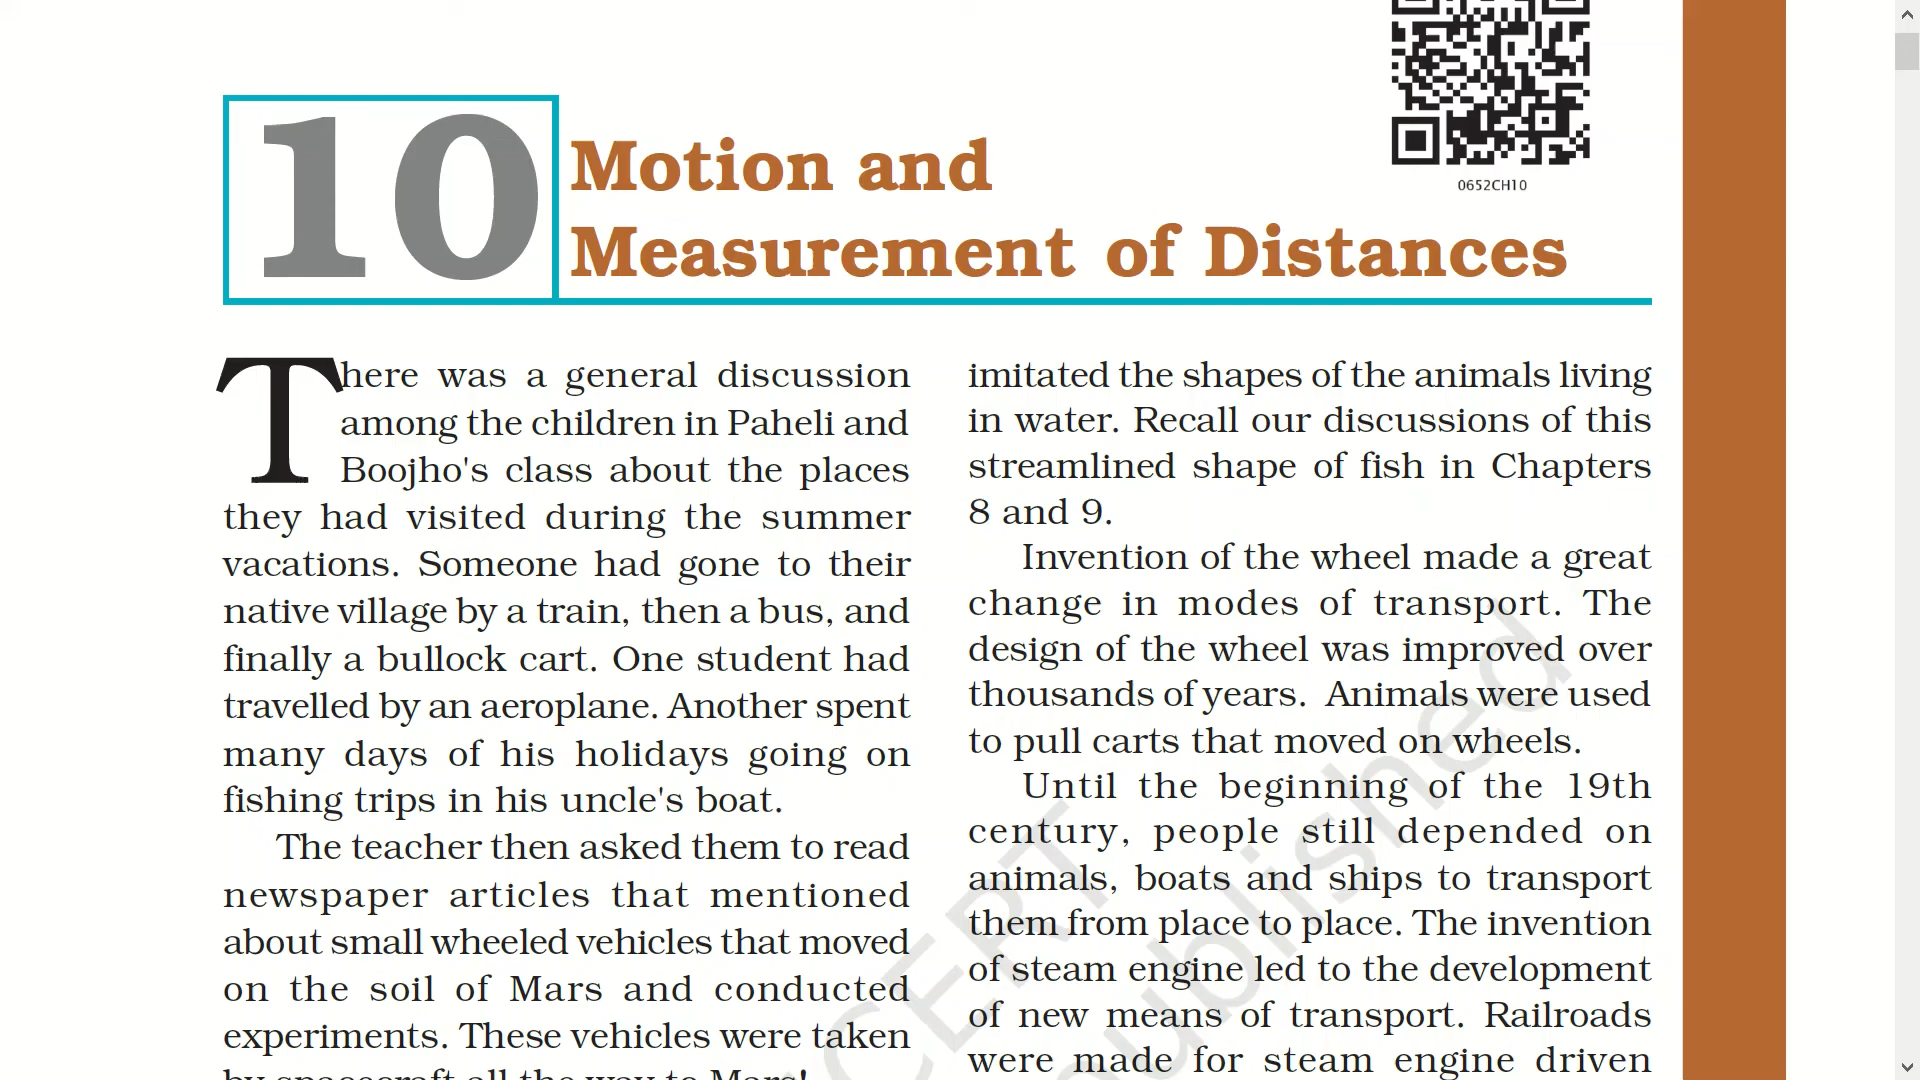 0652CH10
10
Motion and
Measurement of Distances
There was a general discussion
among the children in Paheli and
Boojho's class about the places
they had visited during the summer
vacations. Someone had gone to their
native village by a train, then a bus, and
finally a bullock cart. One student had
travelled by an aeroplane. Another spent
many days of his holidays going on
fishing trips in his uncle's boat.
The teacher then asked them to read
newspaper articles that mentioned
about small wheeled vehicles that moved
on the soil of Mars and conducted
experiments. These vehicles were taken
by spacecraft all the way to Mars!
imitated the shapes of the animals living
in water. Recall our discussions of this
streamlined shape of fish in Chapters
8 and 9.
Invention of the wheel made a great
change in modes of transport. The
design of the wheel was improved over
thousands of years. Animals were used
to pull carts that moved on wheels.
Until the beginning of the 19th
century, people still depended on
animals, boats and ships to transport
them from place to place. The invention
of steam engine led to the development
of new means of transport. Railroads
were made for steam engine driven
CERT
ublished